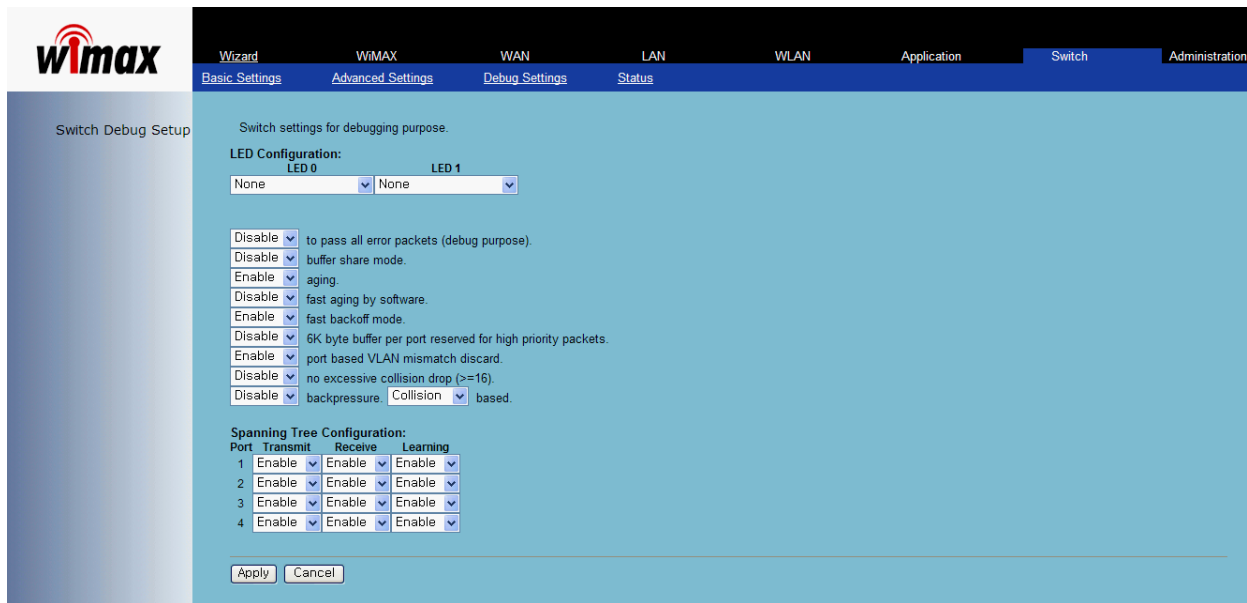 wimax
Wizard WiMAX WAN LAN WLAN Application Switch Administration
Basic Settings Advanced Settings Debug Settings Status
Switch Debug Setup
Switch settings for debugging purpose.
LED Configuration:
LED 0 LED 1
None None
Disable to pass all error packets (debug purpose).
Disable buffer share mode.
Enable aging.
Disable fast aging by software.
Enable fast backoff mode.
Disable 6K byte buffer per port reserved for high priority packets.
Enable port based VLAN mismatch discard.
Disable no excessive collision drop (>=16).
Disable backpressure. Collision based.
Spanning Tree Configuration:
Port Transmit Receive Learning
1 Enable Enable Enable
2 Enable Enable Enable
3 Enable Enable Enable
4 Enable Enable Enable
Apply Cancel